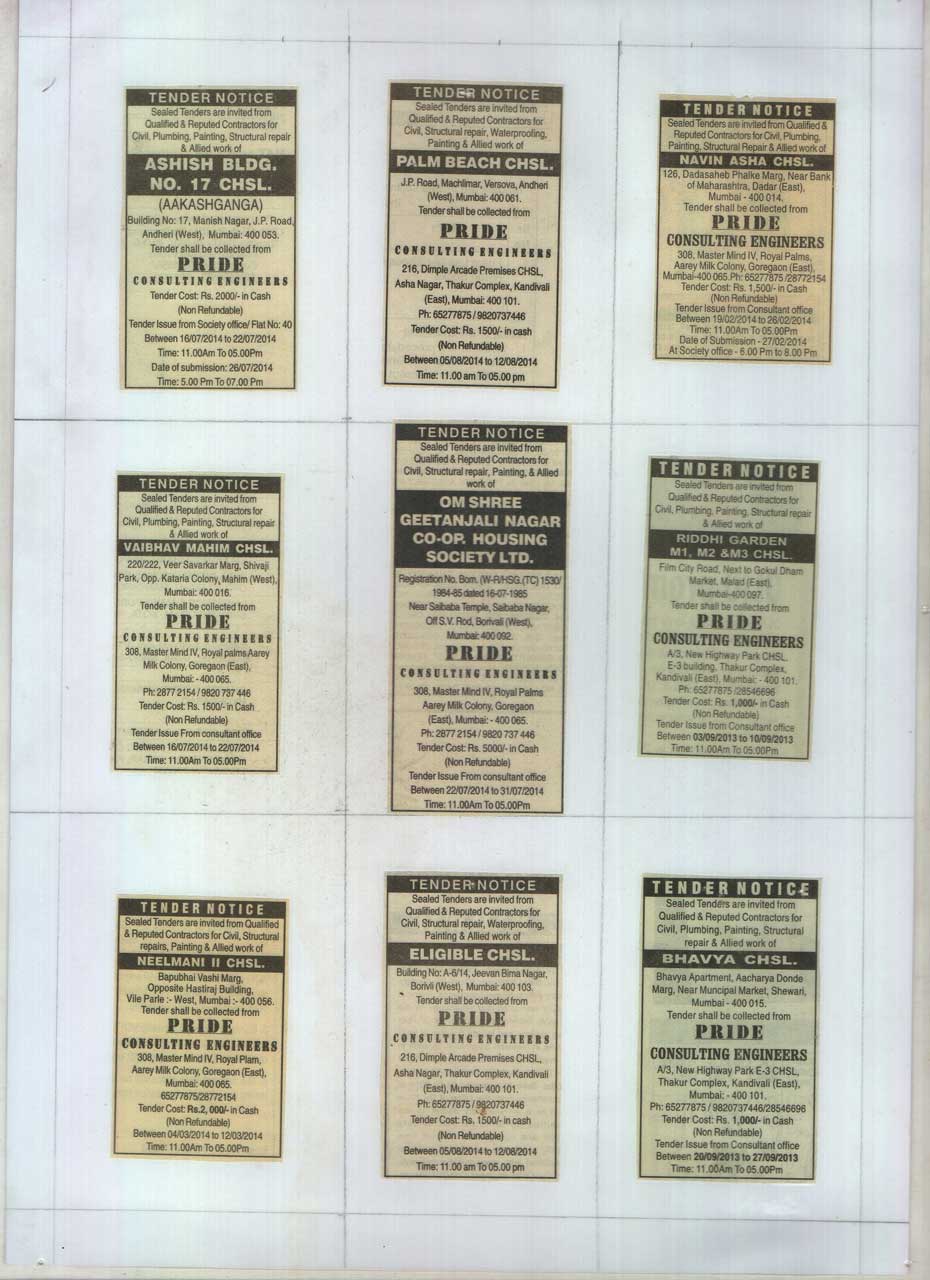 TENDER NOTICE
Sealed Tenders are invited from
Qualified & Reputed Contractors for
Civil, Plumbing, Painting, Structural repair
& Allied work of
ASHISH BLDG.
NO. 17 CHSL.
(AAKASHGANGA)
Building No: 17, Manish Nagar, J.P. Road,
Andheri (West), Mumbai: 400 053.
Tender shall be collected from
PRIDE
CONSULTING ENGINEERS
Tender Cost: Rs. 2000/- in Cash
(Non Refundable)
Tender Issue from Society office/ Flat No: 40
Between 16/07/2014 to 22/07/2014
Time: 11.00Am To 05.00Pm
Date of submission: 26/07/2014
Time: 5.00 Pm To 07.00 Pm
TENDER NOTICE
Sealed Tenders are invited from
Qualified & Reputed Contractors for
Civil, Structural repair, Waterproofing,
Painting & Allied work of
PALM BEACH CHSL.
J.P. Road, Machlimar, Versova, Andheri
(West), Mumbai: 400 061.
Tender shall be collected from
PRIDE
CONSULTING ENGINEERS
216, Dimple Arcade Premises CHSL,
Asha Nagar, Thakur Complex, Kandivali
(East), Mumbai: 400 101.
Ph: 65277875 / 9820737446
Tender Cost: Rs. 1500/- in cash
(Non Refundable)
Between 05/08/2014 to 12/08/2014
Time: 11.00 am To 05.00 pm
TENDER NOTICE
Sealed Tenders are invited from Qualified &
Reputed Contractors for Civil, Plumbing,
Painting, Structural Repair & Allied work of
NAVIN ASHA CHSL.
126, Dadasaheb Phalke Marg, Near Bank
of Maharashtra, Dadar (East),
Mumbai - 400 014.
Tender shall be collected from
PRIDE
CONSULTING ENGINEERS
308, Master Mind IV, Royal Palms,
Aarey Milk Colony, Goregaon (East),
Mumbai-400 065.Ph: 65277875 /28772154
Tender Cost: Rs. 1,500/- in Cash
(Non Refundable)
Tender Issue from Consultant office
Between 19/02/2014 to 26/02/2014
Time: 11.00Am To 05.00Pm
Date of Submission - 27/02/2014
At Society office - 6.00 Pm to 8.00 Pm
TENDER NOTICE
Sealed Tenders are invited from
Qualified & Reputed Contractors for
Civil, Plumbing, Painting, Structural repair
& Allied work of
VAIBHAV MAHIM CHSL.
220/222, Veer Savarkar Marg, Shivaji
Park, Opp. Kataria Colony, Mahim (West),
Mumbai: 400 016.
Tender shall be collected from
PRIDE
CONSULTING ENGINEERS
308, Master Mind IV, Royal palms Aarey
Milk Colony, Goregaon (East),
Mumbai: - 400 065.
Ph: 2877 2154 / 9820 737 446
Tender Cost: Rs. 1500/- in Cash
(Non Refundable)
Tender Issue From consultant office
Between 16/07/2014 to 22/07/2014
Time: 11.00Am To 05.00Pm
TENDER NOTICE
Sealed Tenders are invited from
Qualified & Reputed Contractors for
Civil, Structural repair, Painting, & Allied
work of
OM SHREE
GEETANJALI NAGAR
CO-OP. HOUSING
SOCIETY LTD.
Registration No. Bom. (W-R/HSG.(TC) 1530/
1984-85 dated 16-07-1985
Near Saibaba Temple, Saibaba Nagar,
Off S.V. Rod, Borivali (West),
Mumbai: 400 092.
PRIDE
CONSULTING ENGINEERS
308, Master Mind IV, Royal Palms
Aarey Milk Colony, Goregaon
(East), Mumbai: - 400 065.
Ph: 2877 2154 / 9820 737 446
Tender Cost: Rs. 5000/- in Cash
(Non Refundable)
Tender Issue From consultant office
Between 22/07/2014 to 31/07/2014
Time: 11.00Am To 05.00Pm
TENDER NOTICE
Sealed Tenders are invited from
Qualified & Reputed Contractors for
Civil, Plumbing, Painting, Structural repair
& Allied work of
RIDDHI GARDEN
M1, M2 &M3 CHSL.
Film City Road, Next to Gokul Dham
Market, Malad (East),
Mumbai-400 097.
Tender shall be collected from
PRIDE
CONSULTING ENGINEERS
A/3, New Highway Park CHSL.
E-3 building, Thakur Complex,
Kandivali (East), Mumbai: - 400 101.
Ph: 65277875 /28546696
Tender Cost: Rs. 1,000/- in Cash
(Non Refundable)
Tender Issue from Consultant office
Between 03/09/2013 to 10/09/2013
Time: 11.00Am To 05.00Pm
TENDER NOTICE
Sealed Tenders are invited from Qualified
& Reputed Contractors for Civil, Structural
repairs, Painting & Allied work of
NEELMANI II CHSL.
Bapubhai Vashi Marg,
Opposite Hastiraj Building,
Vile Parle :- West, Mumbai :- 400 056.
Tender shall be collected from
PRIDE
CONSULTING ENGINEERS
308, Master Mind IV, Royal Plam,
Aarey Milk Colony, Goregaon (East),
Mumbai: 400 065.
65277875/28772154
Tender Cost: Rs.2, 000/- in Cash
(Non Refundable)
Between 04/03/2014 to 12/03/2014
Time: 11.00Am To 05.00Pm
TENDER NOTICE
Sealed Tenders are invited from
Qualified & Reputed Contractors for
Civil, Structural repair, Waterproofing,
Painting & Allied work of
ELIGIBLE CHSL.
Building No: A-6/14, Jeevan Bima Nagar,
Borivli (West), Mumbai: 400 103.
Tender shall be collected from
PRIDE
CONSULTING ENGINEERS
216, Dimple Arcade Premises CHSL,
Asha Nagar, Thakur Complex, Kandivali
(East), Mumbai: 400 101.
Ph: 65277875 / 9820737446
Tender Cost: Rs. 1500/- in cash
(Non Refundable)
Between 05/08/2014 to 12/08/2014
Time: 11.00 am To 05.00 pm
TENDER NOTICE
Sealed Tenders are invited from
Qualified & Reputed Contractors for
Civil, Plumbing, Painting, Structural
repair & Allied work of
BHAVYA CHSL.
Bhavya Apartment, Aacharya Donde
Marg, Near Muncipal Market, Shewari,
Mumbai - 400 015.
Tender shall be collected from
PRIDE
CONSULTING ENGINEERS
A/3, New Highway Park E-3 CHSL,
Thakur Complex, Kandivali (East),
Mumbai: - 400 101.
Ph: 65277875 / 9820737446/28546696
Tender Cost: Rs. 1,000/- in Cash
(Non Refundable)
Tender Issue from Consultant office
Between 20/09/2013 to 27/09/2013
Time: 11.00Am To 05.00Pm